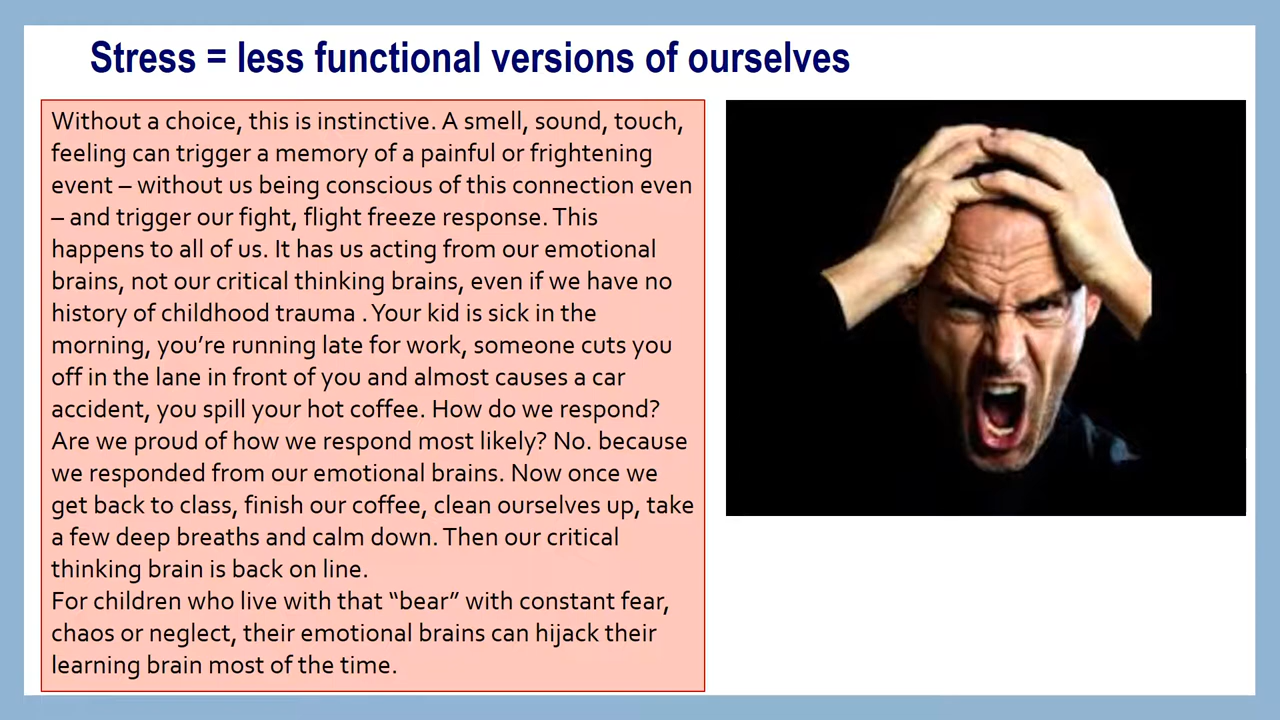 Stress = less functional versions of ourselves
Without a choice, this is instinctive. A smell, sound, touch,
feeling can trigger a memory of a painful or frightening
event – without us being conscious of this connection even
– and trigger our fight, flight freeze response. This
happens to all of us. It has us acting from our emotional
brains, not our critical thinking brains, even if we have no
history of childhood trauma . Your kid is sick in the
morning, you’re running late for work, someone cuts you
off in the lane in front of you and almost causes a car
accident, you spill your hot coffee. How do we respond?
Are we proud of how we respond most likely? No. because
we responded from our emotional brains. Now once we
get back to class, finish our coffee, clean ourselves up, take
a few deep breaths and calm down. Then our critical
thinking brain is back on line.
For children who live with that “bear” with constant fear,
chaos or neglect, their emotional brains can hijack their
learning brain most of the time.